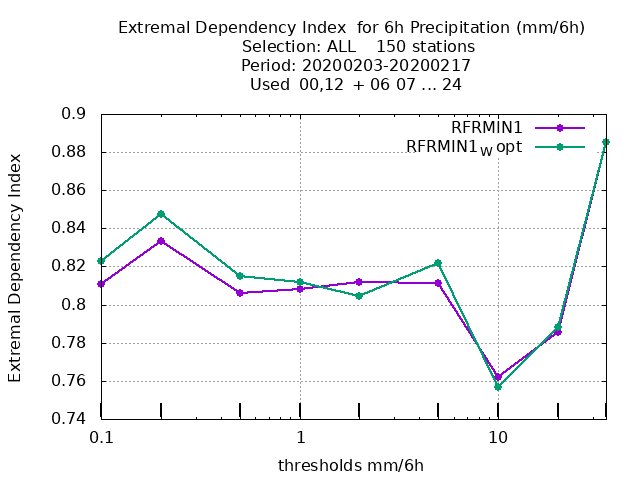 Extremal Dependency Index  for 6h Precipitation (mm/6h)
Selection: ALL    150 stations
Period: 20200203-20200217
Used  00,12  + 06 07 ... 24
RFRMIN1
RFRMIN1W opt
0.9
0.88
0.86
0.84
0.82
0.8
0.78
0.76
0.74
Extremal Dependency Index
0.1
1
10
thresholds mm/6h